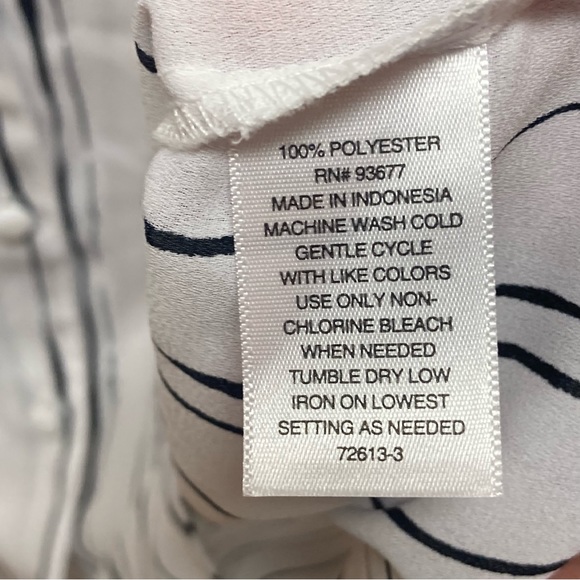 100% POLYESTER
RN# 93677
MADE IN INDONESIA
MACHINE WASH COLD
GENTLE CYCLE
WITH LIKE COLORS
USE ONLY NON-
CHLORINE BLEACH
WHEN NEEDED
TUMBLE DRY LOW
IRON ON LOWEST
SETTING AS NEEDED
72613-3